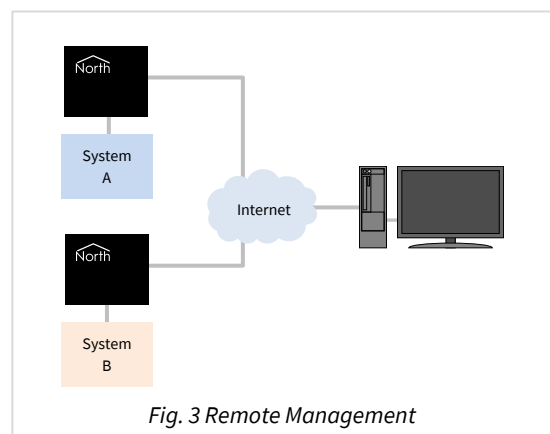 North
System
A
Internet
North
System
B
Fig. 3 Remote Management